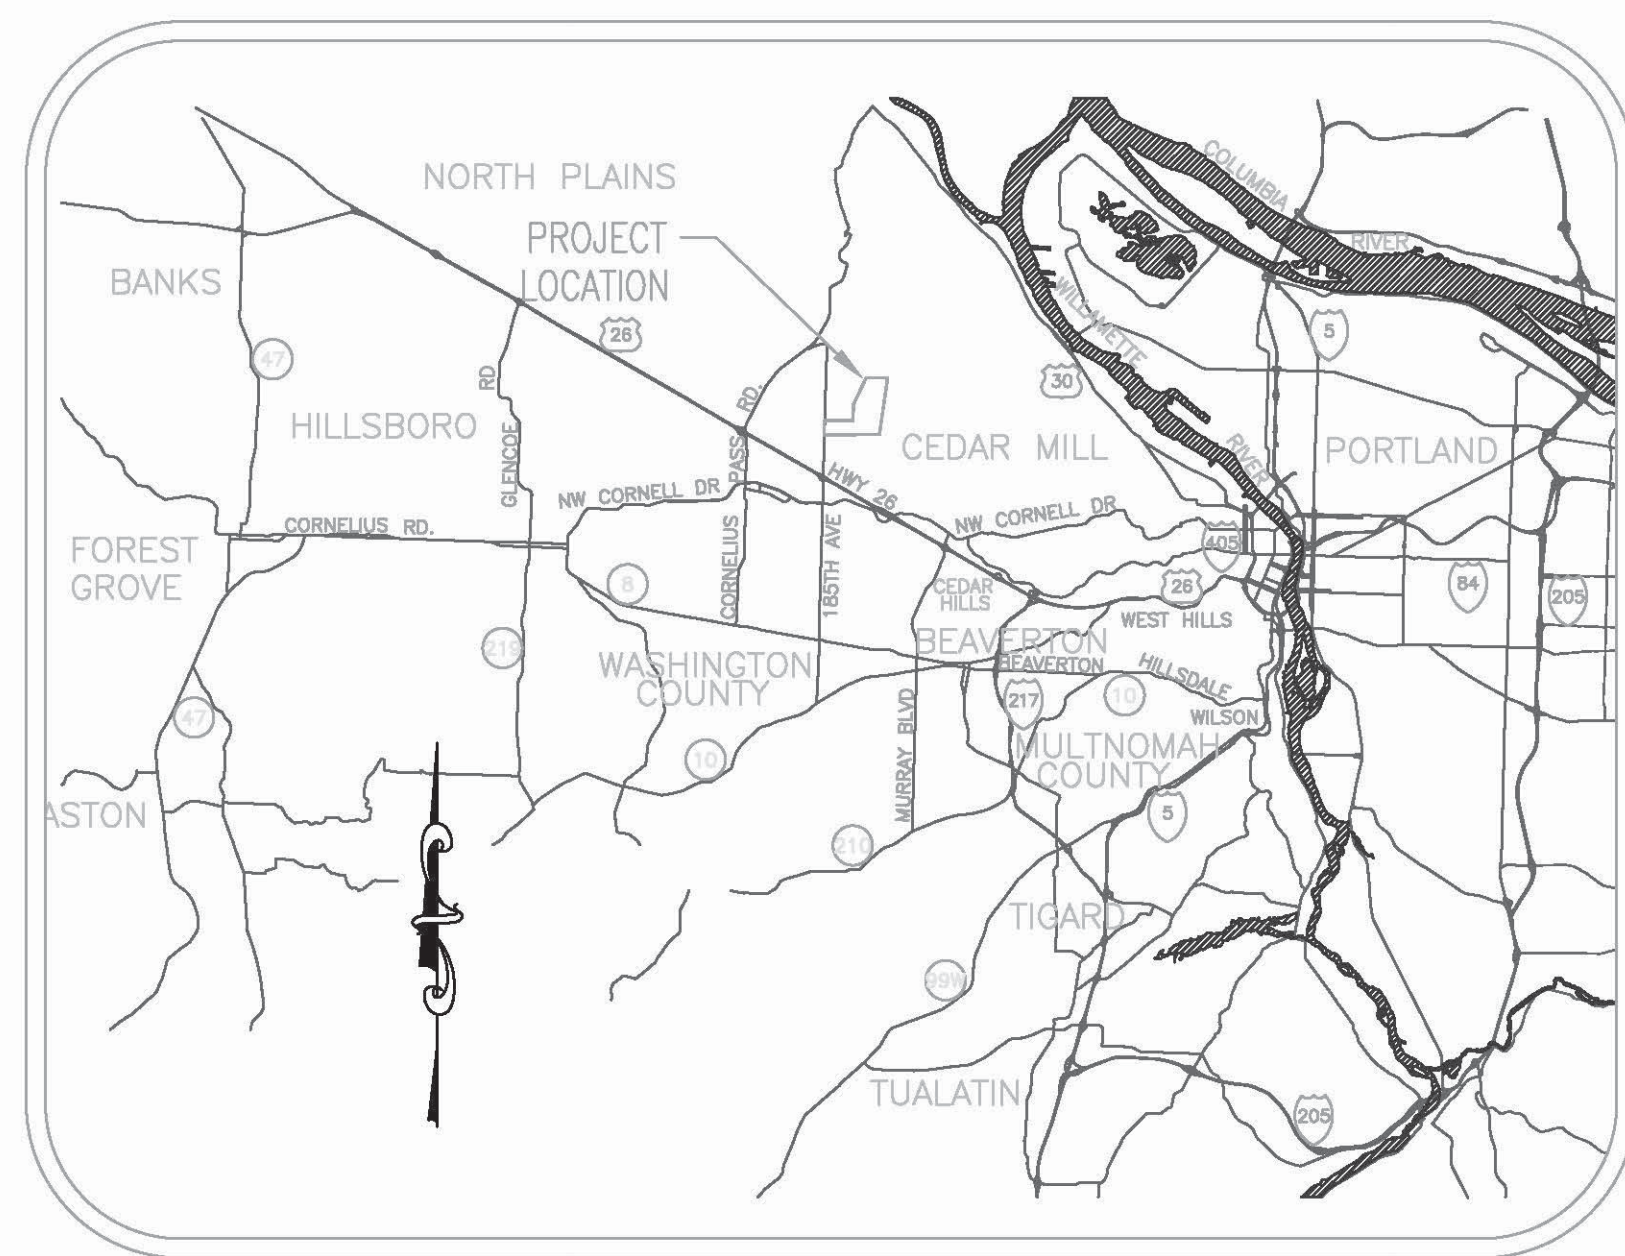 NORTH PLAINS
PROJECT
LOCATION
COLUMBIA
RIVER
BANKS
WILLAMETTE
26
5
47
30
RD
RD.
HILLSBORO
CEDAR MILL
RIVER
PORTLAND
GLENCOE
PASS
HWY 26
NW CORNELL DR
NW CORNELL DR
CORNELIUS RD.
FOREST
GROVE
CORNELIUS
185TH AVE
405
8
CEDAR
HILLS
26
84
205
WEST HILLS
219
WASHINGTON
COUNTY
BEAVERTON
BEAVERTON
HILLSDALE
217
10
WILSON
47
10
MURRAY BLVD
MULTNOMAH
COUNTY
5
ASTON
210
TIGARD
99W
TUALATIN
205